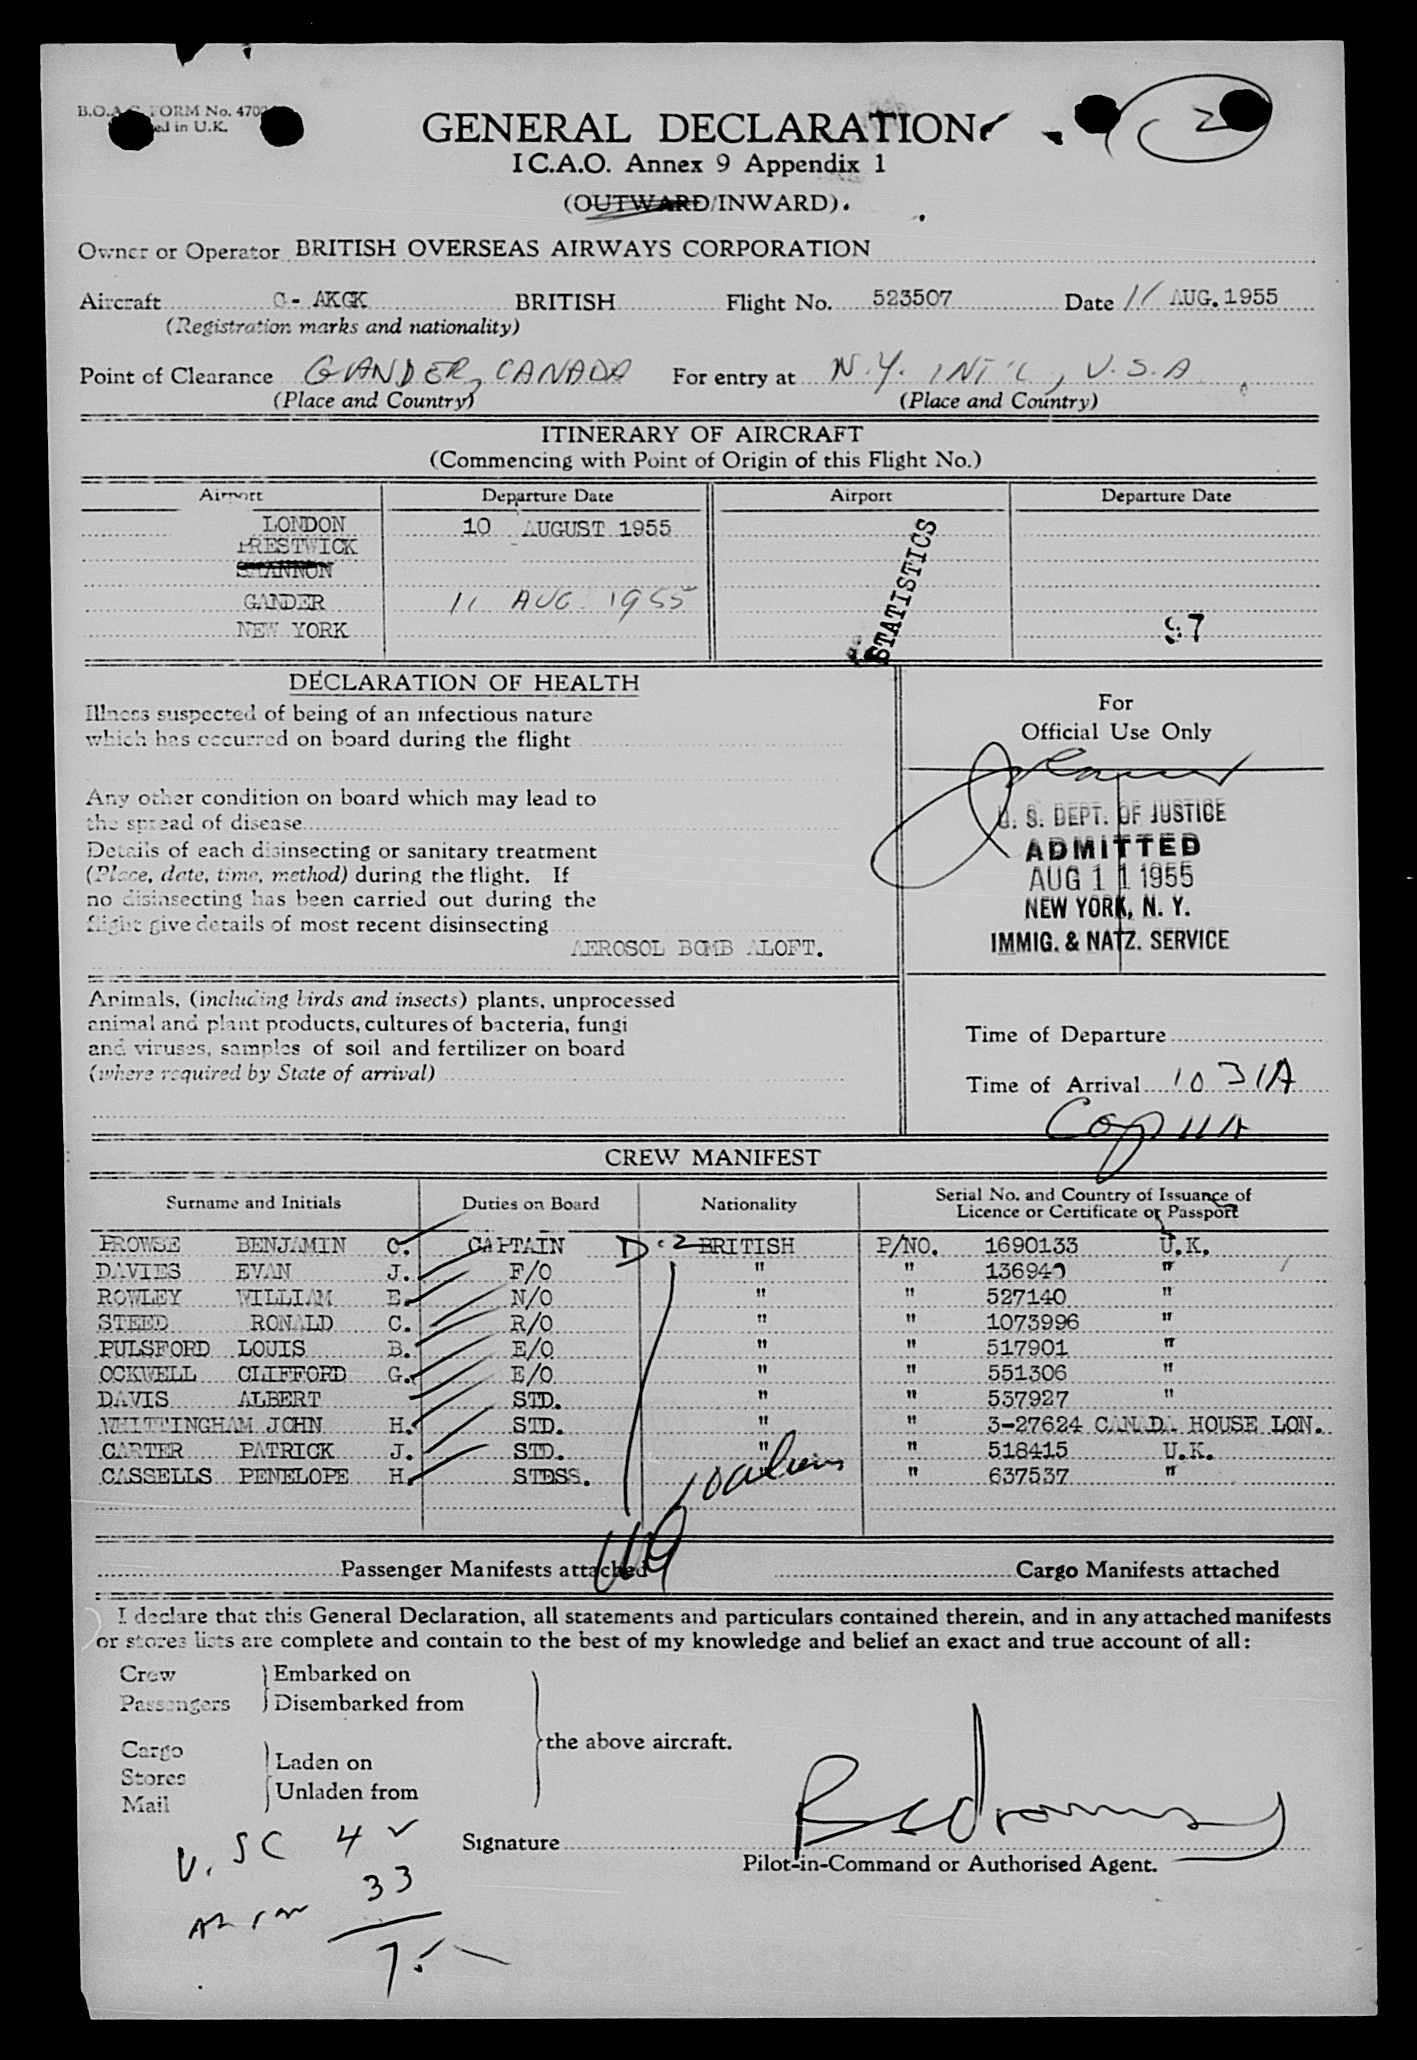 B.O.A.C. FORM No. 470
ed in U.K.
2
GENERAL DECLARATION
I C.A.O. Annex 9 Appendix 1
(OUTWARD/INWARD).
Owner or Operator BRITISH OVERSEAS AIRWAYS CORPORATION
Aircraft G- AKGK BRITISH Flight No. 523507 Date 11 AUG. 1955
(Registration marks and nationality)
Point of Clearance GANDER, CANADA For entry at N.Y. INT'L, U.S.A
(Place and Country) (Place and Country)
ITINERARY OF AIRCRAFT
(Commencing with Point of Origin of this Flight No.)
Airport Departure Date Airport Departure Date
LONDON 10 AUGUST 1955
PRESTWICK
SHANNON
GANDER 11 AUG 1955
NEW YORK
STATISTICS
97
DECLARATION OF HEALTH
Illness suspected of being of an infectious nature
which has occurred on board during the flight
Any other condition on board which may lead to
the spread of disease
Details of each disinsecting or sanitary treatment
(Place, date, time, method) during the flight. If
no disinsecting has been carried out during the
flight give details of most recent disinsecting
AEROSOL BOMB ALOFT.
For
Official Use Only
U. S. DEPT. OF JUSTICE
ADMITTED
AUG 11 1955
NEW YORK, N. Y.
IMMIG. & NATZ. SERVICE
Animals, (including birds and insects) plants, unprocessed
animal and plant products, cultures of bacteria, fungi
and viruses, samples of soil and fertilizer on board
(where required by State of arrival)
Time of Departure
Time of Arrival 1031A
CREW MANIFEST
Surname and Initials Duties on Board Nationality Serial No. and Country of Issuance of
Licence or Certificate or Passport
PROWSE BENJAMIN C. CAPTAIN D-2 BRITISH P/NO. 1690133 U.K.
DAVIES EVAN J. F/O " " 136940 "
ROWLEY WILLIAM E. N/O " " 527140 "
STEED RONALD C. R/O " " 1073996 "
PULSFORD LOUIS B. E/O " " 517901 "
OCKWELL CLIFFORD G. E/O " " 551306 "
DAVIS ALBERT STD. " " 537927 "
WHITTINGHAM JOHN H. STD. " " 3-27624 CANADA HOUSE LON.
CARTER PATRICK J. STD. " " 518415 U.K.
CASSELLS PENELOPE H. STDSS. " 637537 "
10 aliens
Passenger Manifests attached Cargo Manifests attached
I declare that this General Declaration, all statements and particulars contained therein, and in any attached manifests
or stores lists are complete and contain to the best of my knowledge and belief an exact and true account of all:
Crew Embarked on
Passengers Disembarked from
the above aircraft.
Cargo Laden on
Stores
Mail Unladen from
Signature
Pilot-in-Command or Authorised Agent.
U.SC 4
33